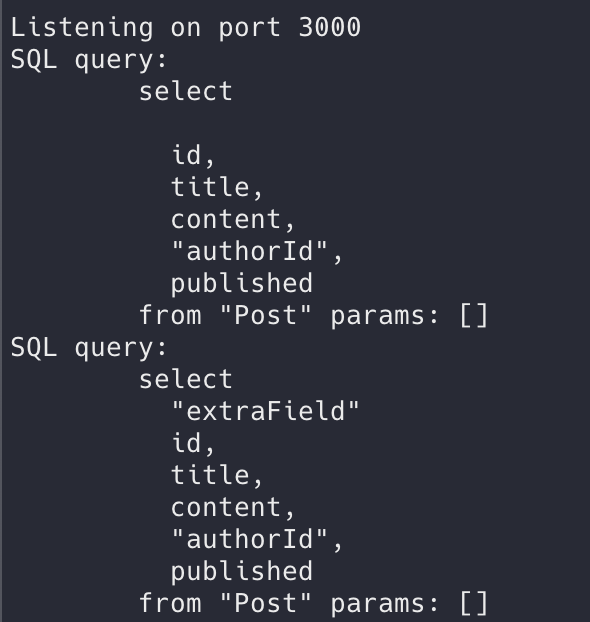 Listening on port 3000
SQL query:
        select

          id,
          title,
          content,
          "authorId",
          published
        from "Post" params: []
SQL query:
        select
          "extraField"
          id,
          title,
          content,
          "authorId",
          published
        from "Post" params: []